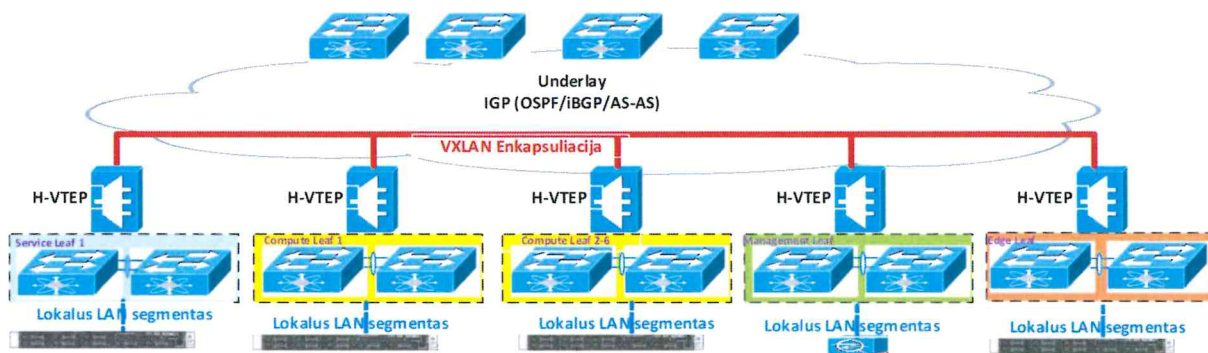 Underlay
IGP (OSPF/iBGP/AS-AS)
VXLAN Enkapsuliacija
H-VTEP
H-VTEP
H-VTEP
H-VTEP
H-VTEP
Service Leaf 1
Compute Leaf 1
Compute Leaf 2-6
Management Leaf
Edge Leaf
Lokalus LAN segmentas
Lokalus LAN segmentas
Lokalus LAN segmentas
Lokalus LAN segmentas
Lokalus LAN segmentas